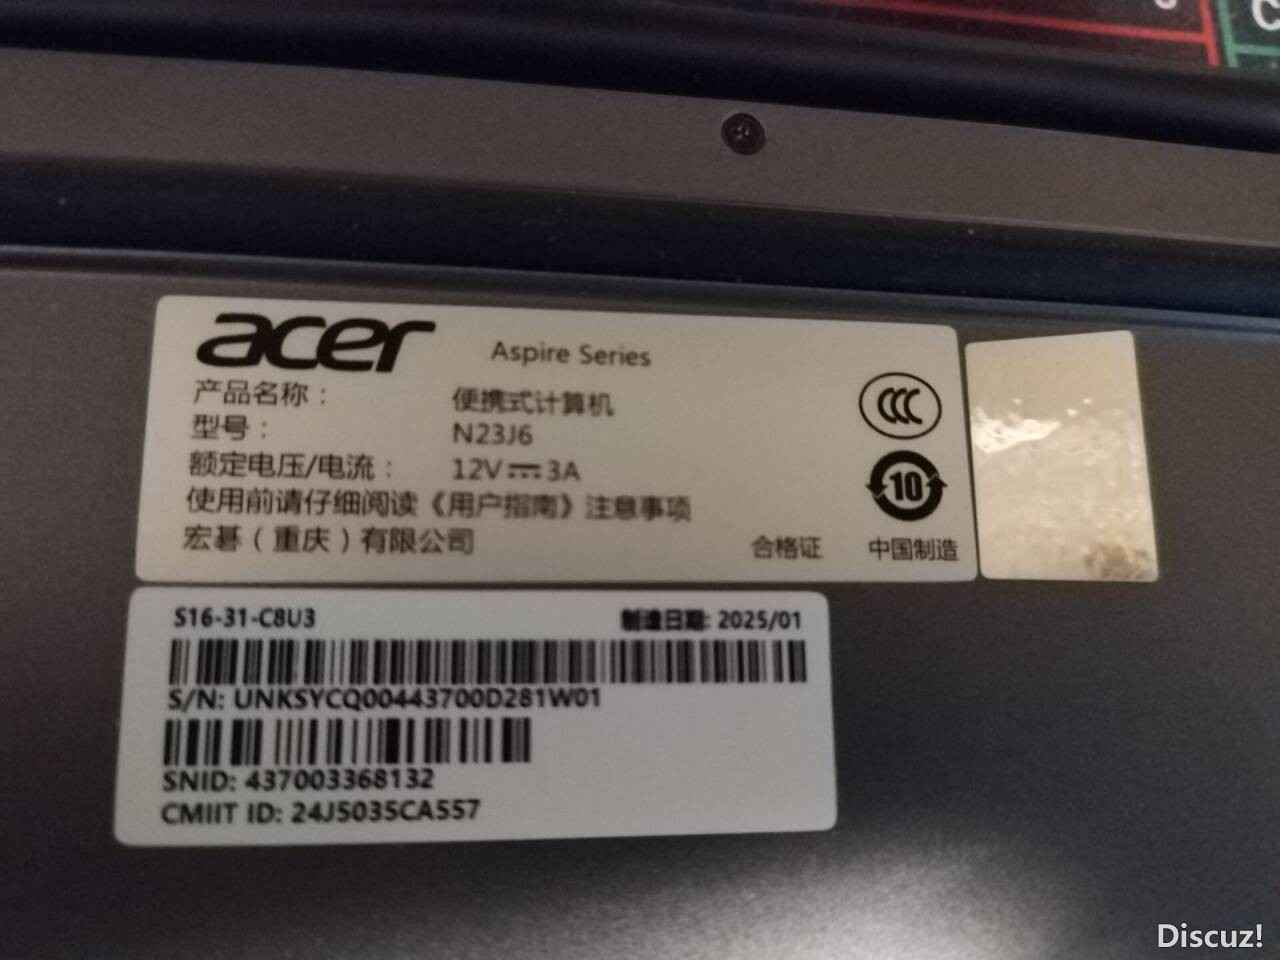 acer Aspire Series
产品名称： 便携式计算机
型号： N23J6
额定电压/电流： 12V⎓3A
使用前请仔细阅读《用户指南》注意事项
宏碁（重庆）有限公司 合格证 中国制造
CCC
10
S16-31-C8U3 制造日期: 2025/01
S/N: UNKSYCQ00443700D281W01
SNID: 437003368132
CMIIT ID: 24J5035CA557
Discuz!